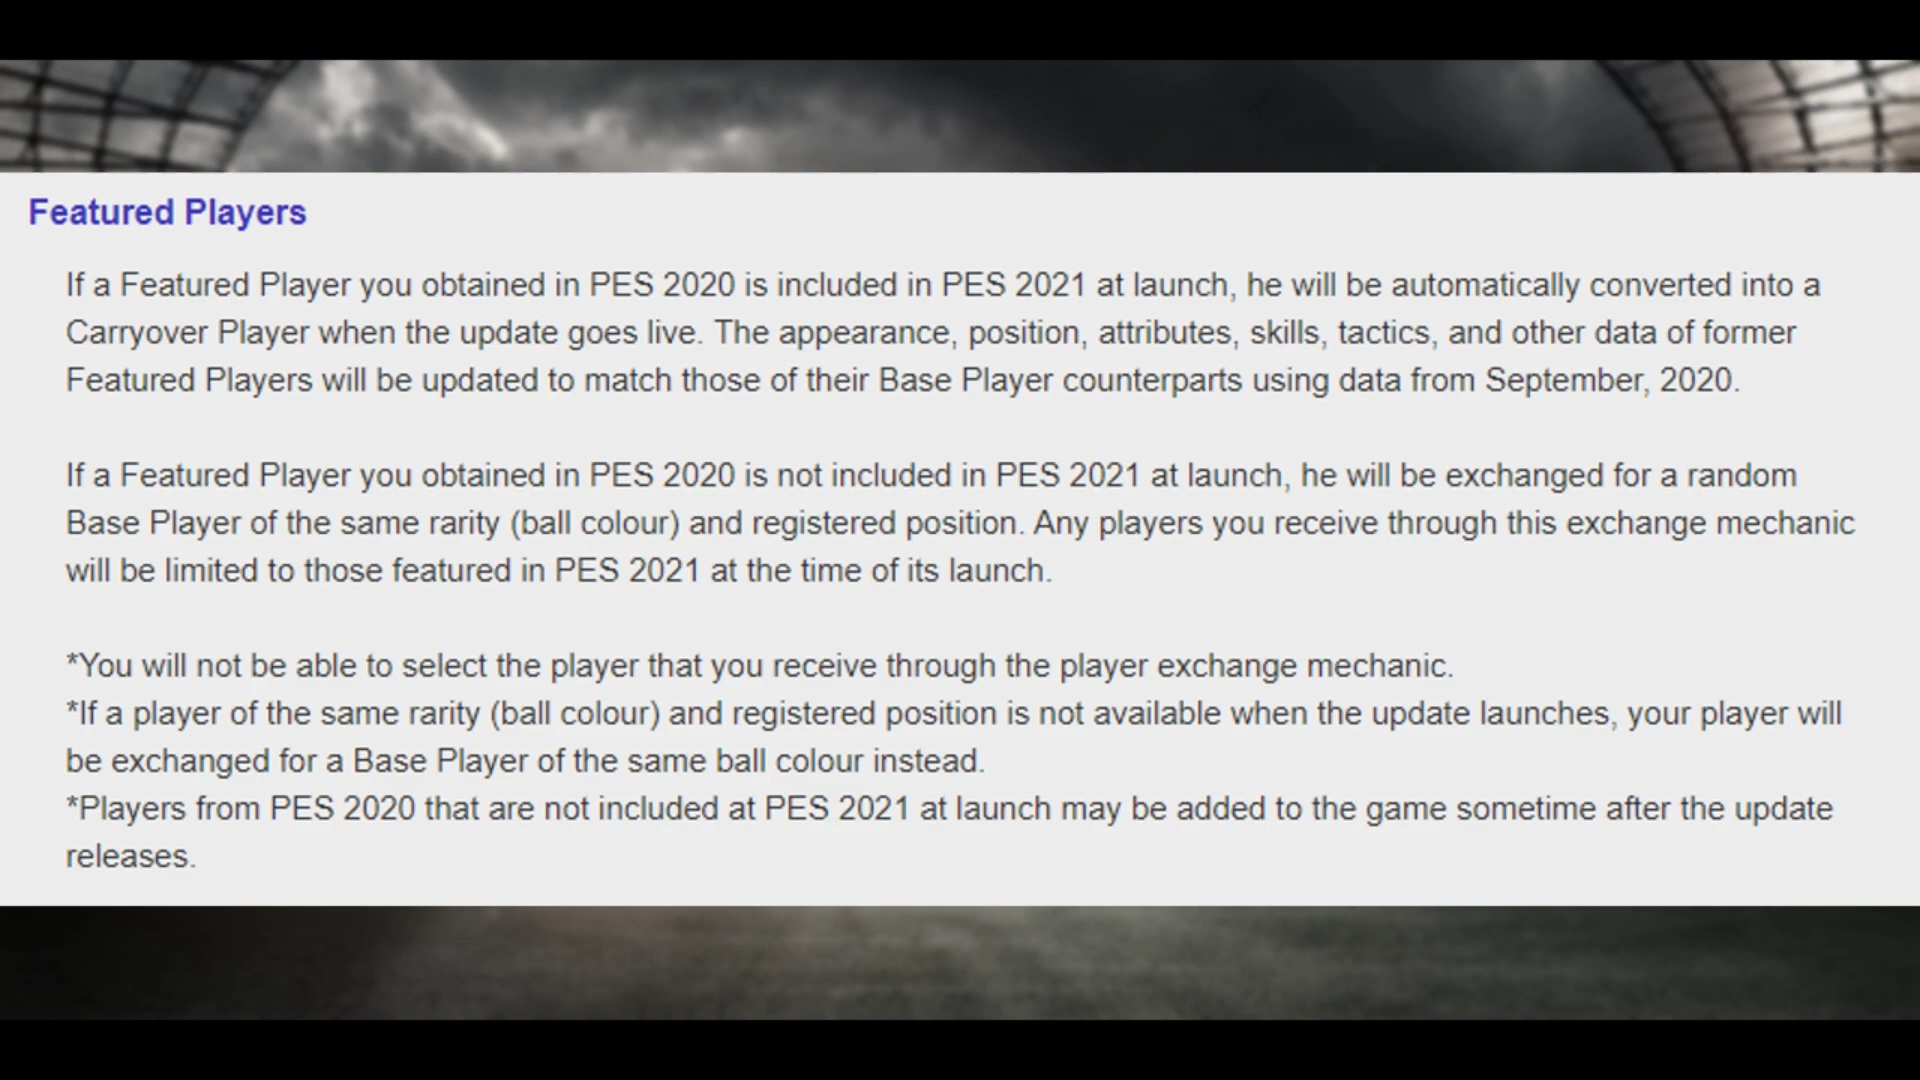 Featured Players
If a Featured Player you obtained in PES 2020 is included in PES 2021 at launch, he will be automatically converted into a
Carryover Player when the update goes live. The appearance, position, attributes, skills, tactics, and other data of former
Featured Players will be updated to match those of their Base Player counterparts using data from September, 2020.
If a Featured Player you obtained in PES 2020 is not included in PES 2021 at launch, he will be exchanged for a random
Base Player of the same rarity (ball colour) and registered position. Any players you receive through this exchange mechanic
will be limited to those featured in PES 2021 at the time of its launch.
*You will not be able to select the player that you receive through the player exchange mechanic.
*If a player of the same rarity (ball colour) and registered position is not available when the update launches, your player will
be exchanged for a Base Player of the same ball colour instead.
*Players from PES 2020 that are not included at PES 2021 at launch may be added to the game sometime after the update
releases.